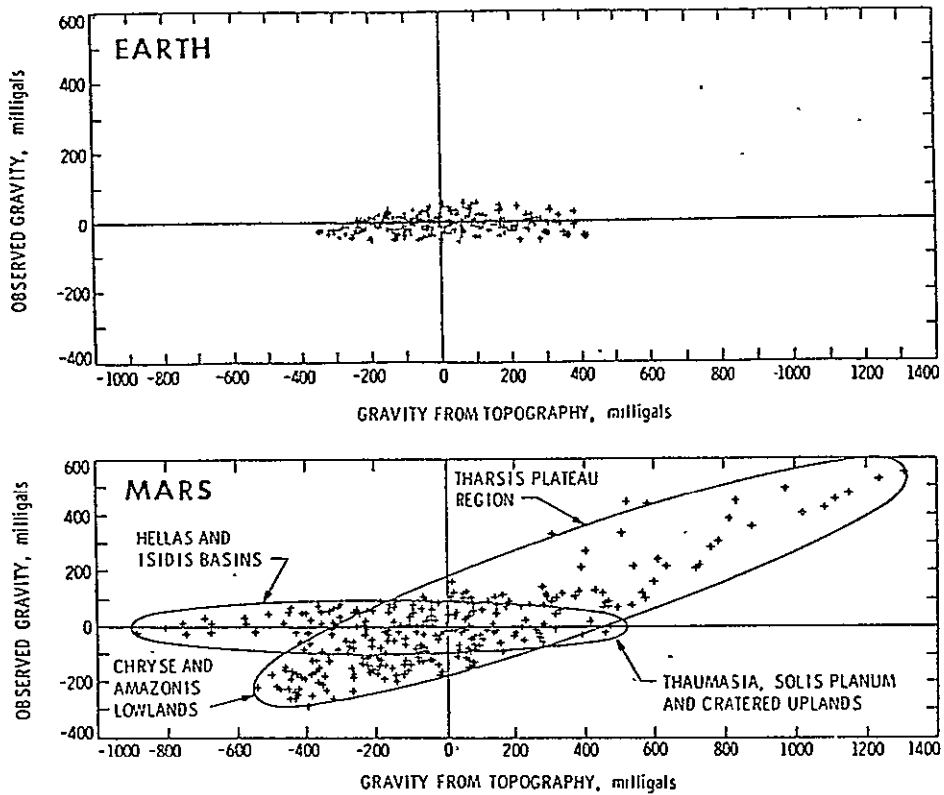 600
EARTH
400
200
0
-200
-400
OBSERVED GRAVITY, milligals
-1000 -800 -600 -400 -200 0 200 400 600 800 1000 1200 1400
GRAVITY FROM TOPOGRAPHY, milligals
600
MARS
400
200
0
-200
-400
OBSERVED GRAVITY, milligals
THARSIS PLATEAU
REGION
HELLAS AND
ISIDIS BASINS
CHRYSE AND
AMAZONIS
LOWLANDS
THAUMASIA, SOLIS PLANUM
AND CRATERED UPLANDS
-1000 -800 -600 -400 -200 0 200 400 600 800 1000 1200 1400
GRAVITY FROM TOPOGRAPHY, milligals